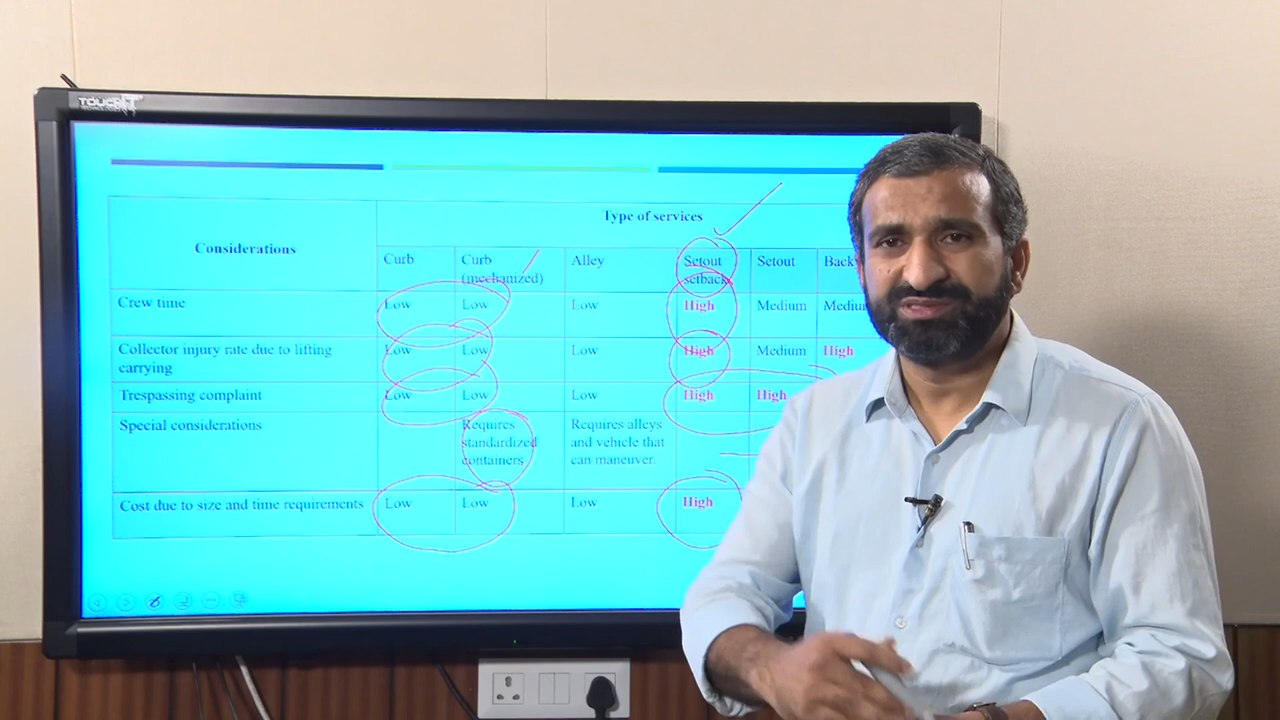 TOUCHIT
Type of services
Considerations
Curb
Curb
(mechanized)
Alley
Setout
setback
Setout
Crew time
Low
Low
Low
High
Medium
Collector injury rate due to lifting
carrying
Low
Low
Low
High
Medium
High
Trespassing complaint
Low
Low
Low
High
High
Special considerations
Requires
standardized
containers
Requires alleys
and vehicle that
can maneuver.
Cost due to size and time requirements
Low
Low
Low
High